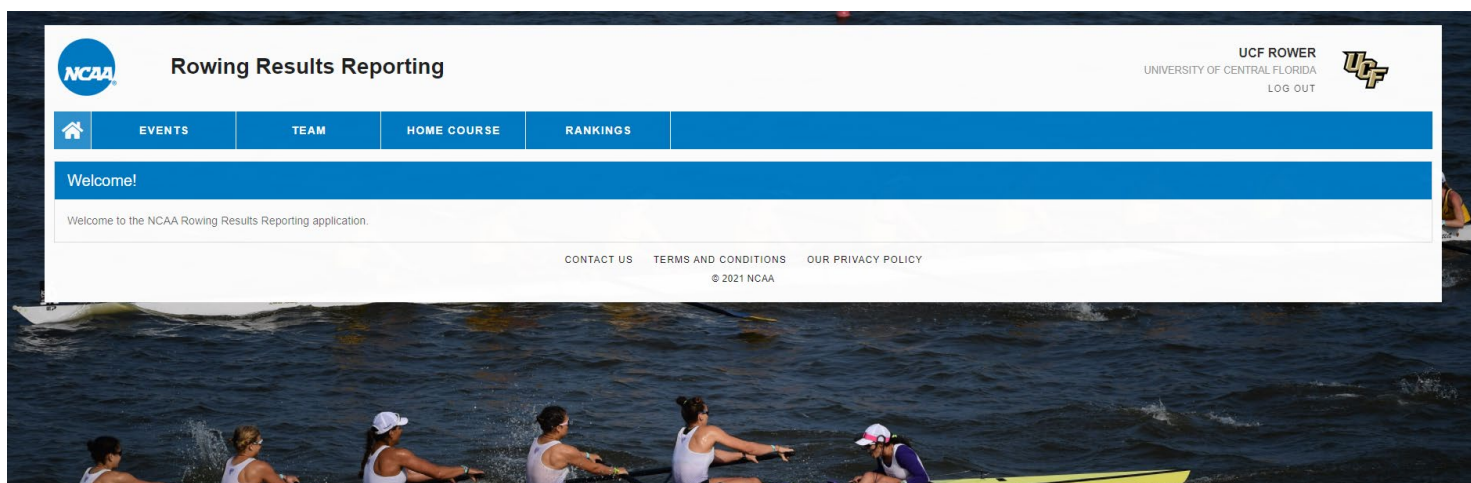 NCAA
Rowing Results Reporting
UCF ROWER
UNIVERSITY OF CENTRAL FLORIDA
LOG OUT
UCF
EVENTS TEAM HOME COURSE RANKINGS
Welcome!
Welcome to the NCAA Rowing Results Reporting application.
CONTACT US TERMS AND CONDITIONS OUR PRIVACY POLICY
© 2021 NCAA